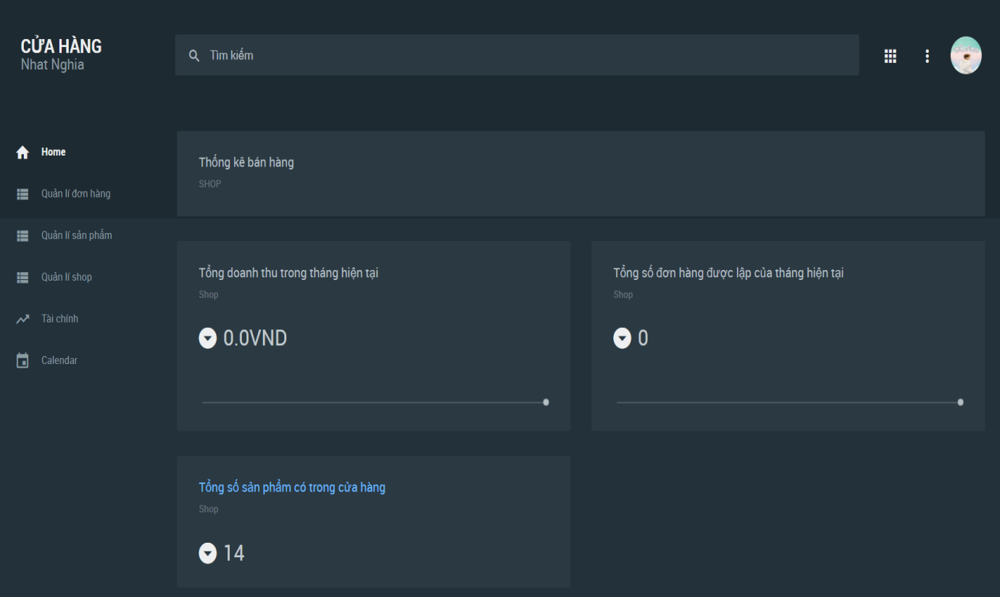 CỬA HÀNG
Nhat Nghia
Tìm kiếm
Home
Quản lí đơn hàng
Quản lí sản phẩm
Quản lí shop
Tài chính
Calendar
Thống kê bán hàng
SHOP
Tổng doanh thu trong tháng hiện tại
Shop
0.0VND
Tổng số đơn hàng được lập của tháng hiện tại
Shop
0
Tổng số sản phẩm có trong cửa hàng
Shop
14